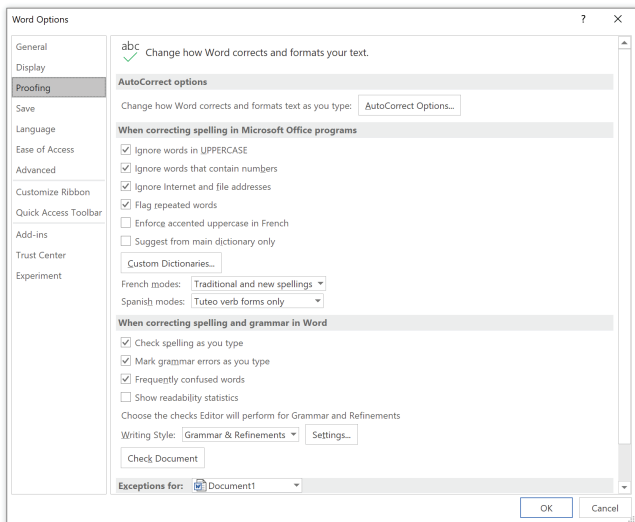 Word Options ? ×
General
Display
Proofing
Save
Language
Ease of Access
Advanced
Customize Ribbon
Quick Access Toolbar
Add-ins
Trust Center
Experiment
abc Change how Word corrects and formats your text.
AutoCorrect options
Change how Word corrects and formats text as you type: AutoCorrect Options...
When correcting spelling in Microsoft Office programs
Ignore words in UPPERCASE
Ignore words that contain numbers
Ignore Internet and file addresses
Flag repeated words
Enforce accented uppercase in French
Suggest from main dictionary only
Custom Dictionaries...
French modes: Traditional and new spellings
Spanish modes: Tuteo verb forms only
When correcting spelling and grammar in Word
Check spelling as you type
Mark grammar errors as you type
Frequently confused words
Show readability statistics
Choose the checks Editor will perform for Grammar and Refinements
Writing Style: Grammar & Refinements Settings...
Check Document
Exceptions for: Document1
OK Cancel